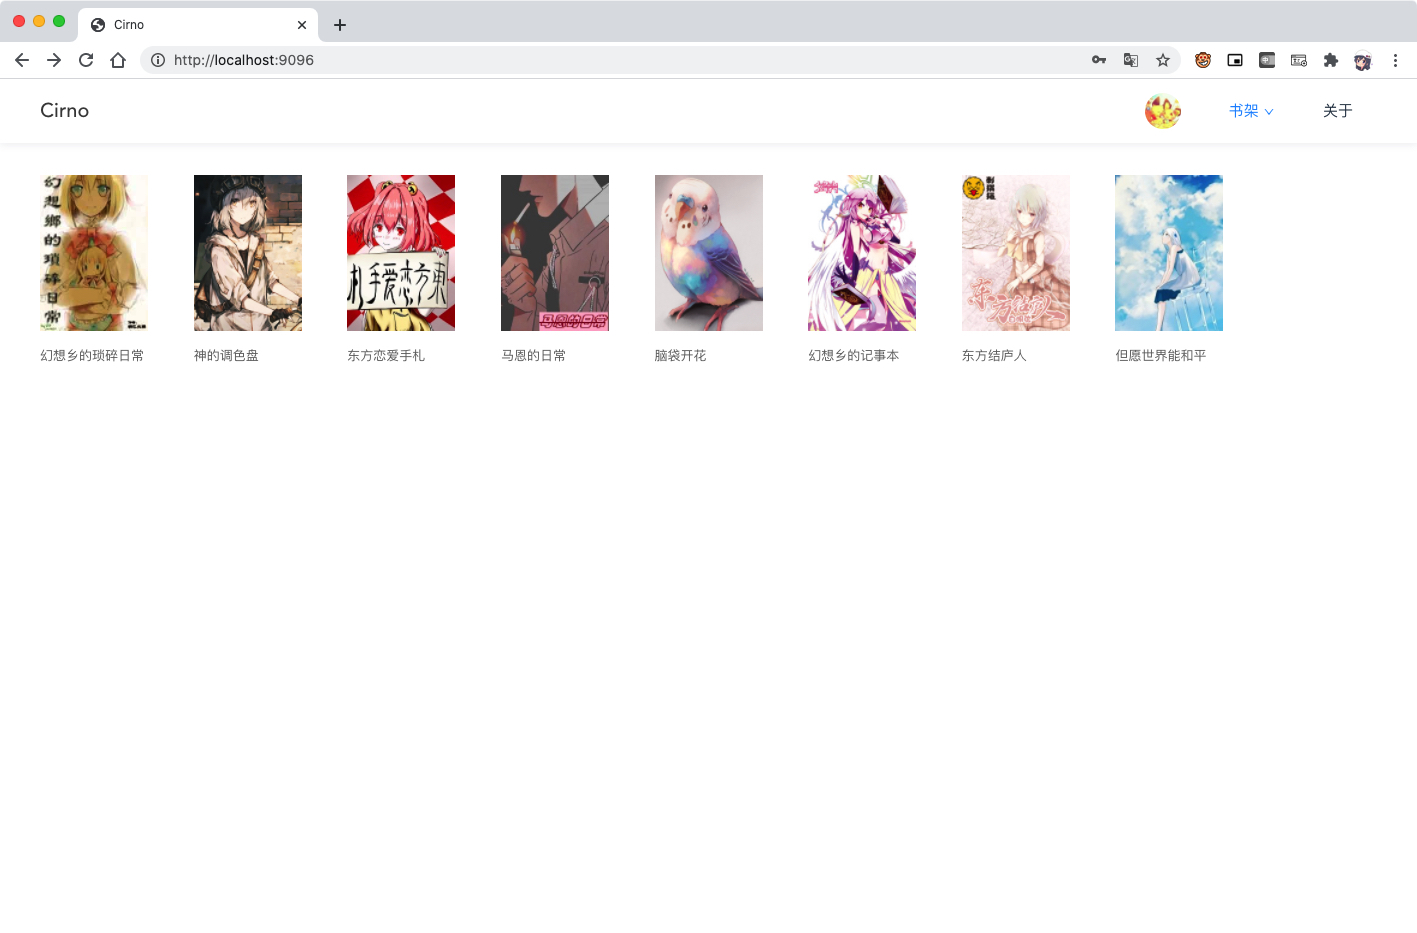 Cirno
http://localhost:9096
Cirno
书架
关于
幻想鄉的瑣碎日常
东方恋爱手札
马恩的日常
东方结庐人
幻想乡的琐碎日常
神的调色盘
东方恋爱手札
马恩的日常
脑袋开花
幻想乡的记事本
东方结庐人
但愿世界能和平